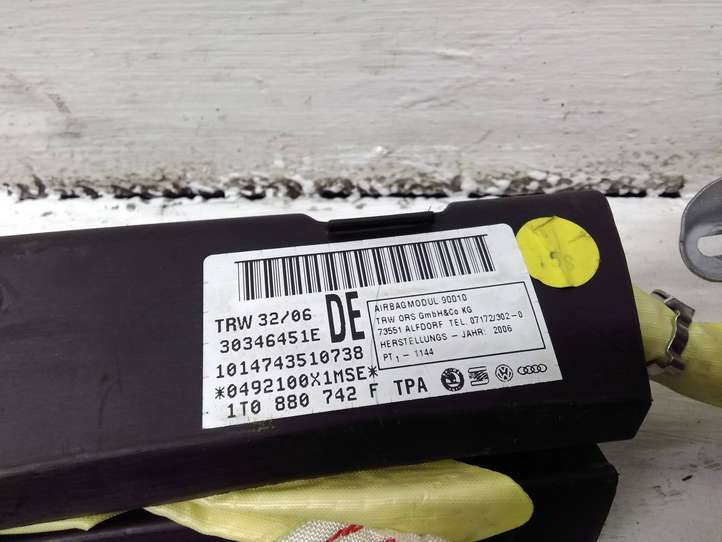 TRW 32/06
30346451E
DE
1014743510738
*0492100X1MSE*
1T0 880 742 F TPA
AIRBAGMODUL 90010
TRW ORS GmbH&Co KG
73551 ALFDORF TEL. 07172/302-0
HERSTELLUNGS - JAHR: 2006
PT1 - 1144